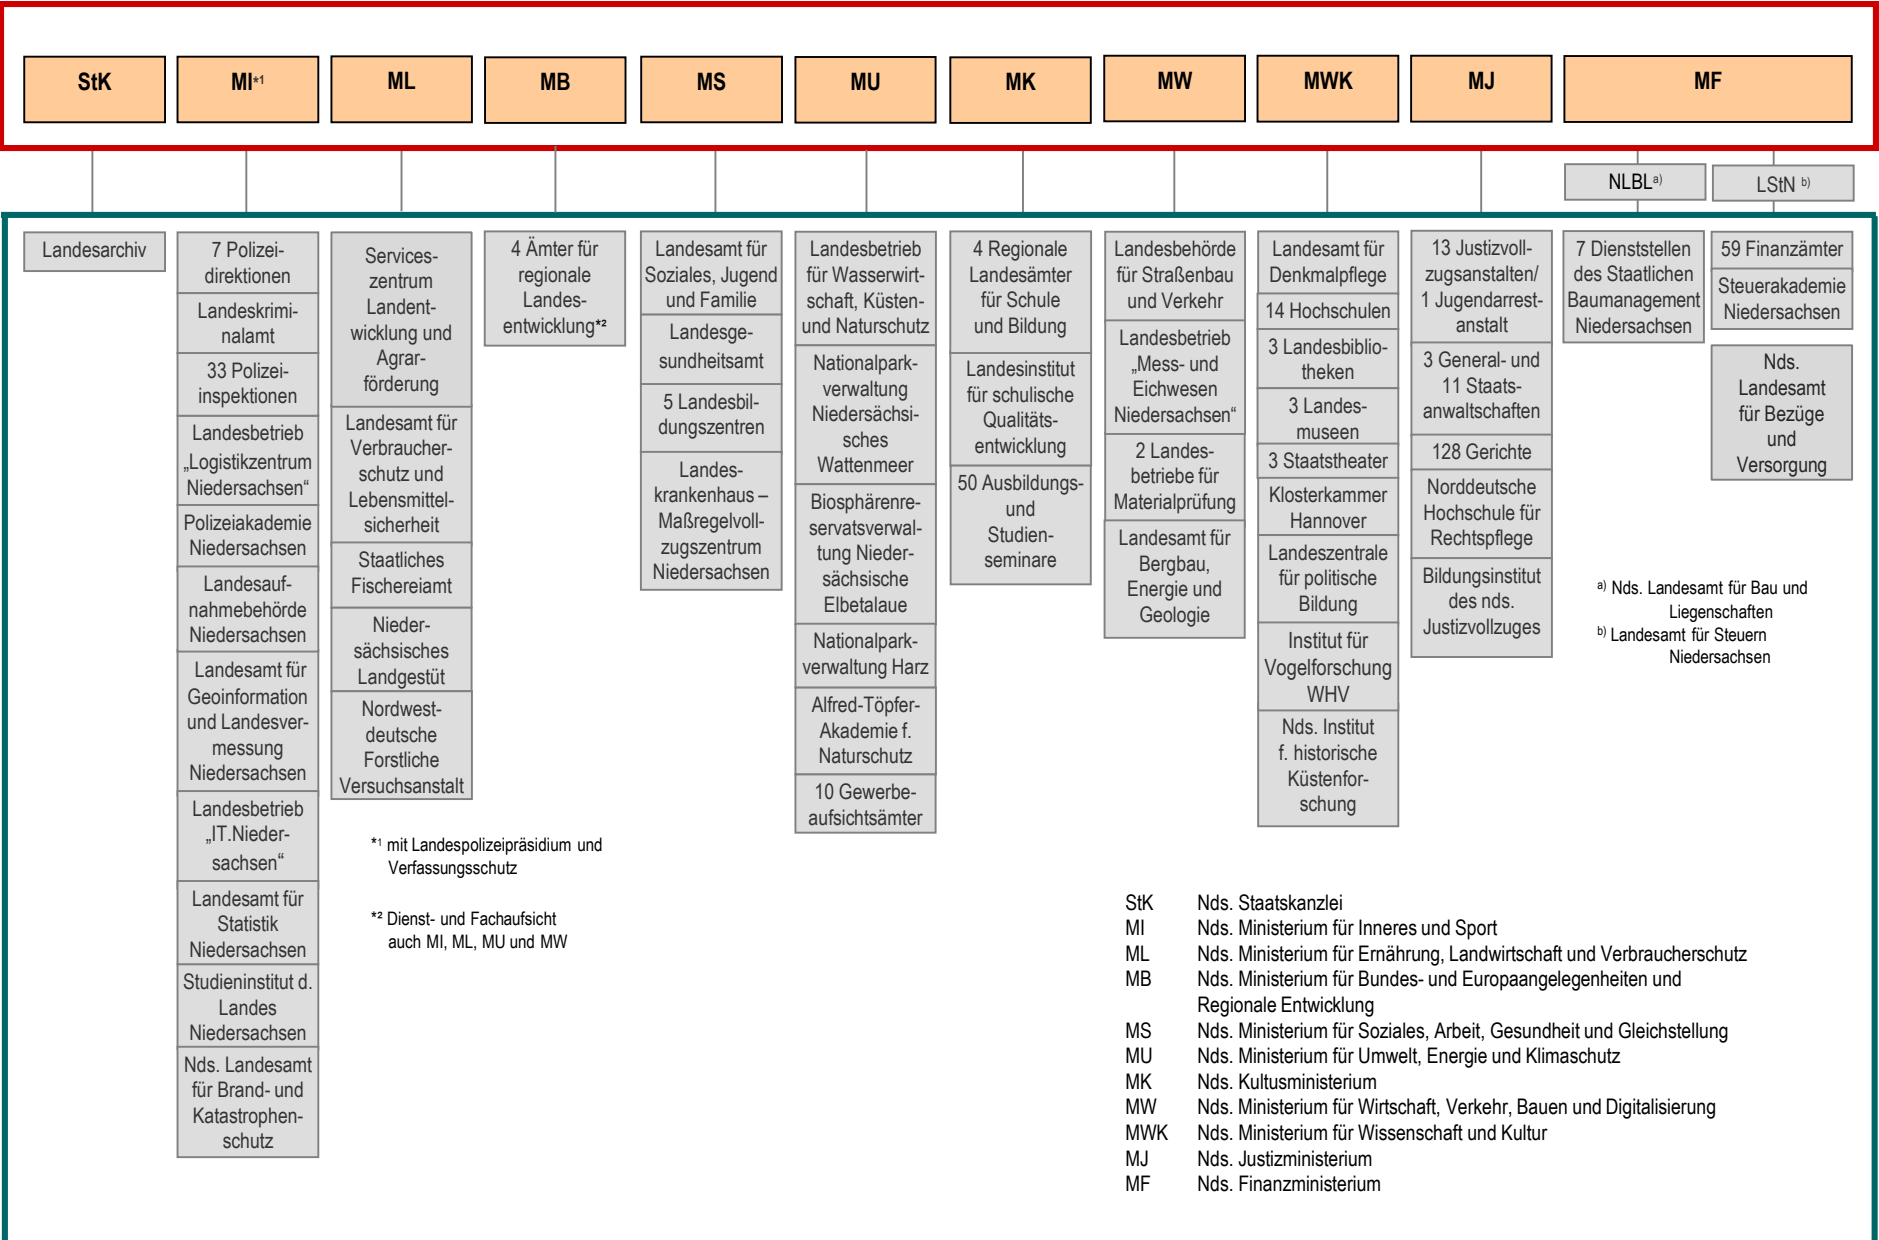 StK
MI*1
ML
MB
MS
MU
MK
MW
MWK
MJ
MF
NLBL a)
LStN b)
Landesarchiv
7 Polizei-
direktionen
Landeskrimi-
nalamt
33 Polizei-
inspektionen
Landesbetrieb
„Logistikzentrum
Niedersachsen“
Polizeiakademie
Niedersachsen
Landesauf-
nahmebehörde
Niedersachsen
Landesamt für
Geoinformation
und Landesver-
messung
Niedersachsen
Landesbetrieb
„IT.Nieder-
sachsen“
Landesamt für
Statistik
Niedersachsen
Studieninstitut d.
Landes
Niedersachsen
Nds. Landesamt
für Brand- und
Katastrophen-
schutz
Services-
zentrum
Landent-
wicklung und
Agrar-
förderung
Landesamt für
Verbraucher-
schutz und
Lebensmittel-
sicherheit
Staatliches
Fischereiamt
Nieder-
sächsisches
Landgestüt
Nordwest-
deutsche
Forstliche
Versuchsanstalt
4 Ämter für
regionale
Landes-
entwicklung*²
Landesamt für
Soziales, Jugend
und Familie
Landesge-
sundheitsamt
5 Landesbil-
dungszentren
Landes-
krankenhaus –
Maßregelvoll-
zugszentrum
Niedersachsen
Landesbetrieb
für Wasserwirt-
schaft, Küsten-
und Naturschutz
Nationalpark-
verwaltung
Niedersächsi-
sches
Wattenmeer
Biosphärenre-
servatsverwal-
tung Nieder-
sächsische
Elbetalaue
Nationalpark-
verwaltung Harz
Alfred-Töpfer-
Akademie f.
Naturschutz
10 Gewerbe-
aufsichtsämter
4 Regionale
Landesämter
für Schule
und Bildung
Landesinstitut
für schulische
Qualitäts-
entwicklung
50 Ausbildungs-
und
Studien-
seminare
Landesbehörde
für Straßenbau
und Verkehr
Landesbetrieb
„Mess- und
Eichwesen
Niedersachsen“
2 Landes-
betriebe für
Materialprüfung
Landesamt für
Bergbau,
Energie und
Geologie
Landesamt für
Denkmalpflege
14 Hochschulen
3 Landesbiblio-
theken
3 Landes-
museen
3 Staatstheater
Klosterkammer
Hannover
Landeszentrale
für politische
Bildung
Institut für
Vogelforschung
WHV
Nds. Institut
f. historische
Küstenfor-
schung
13 Justizvoll-
zugsanstalten/
1 Jugendarrest-
anstalt
3 General- und
11 Staats-
anwaltschaften
128 Gerichte
Norddeutsche
Hochschule für
Rechtspflege
Bildungsinstitut
des nds.
Justizvollzuges
7 Dienststellen
des Staatlichen
Baumanagement
Niedersachsen
59 Finanzämter
Steuerakademie
Niedersachsen
Nds.
Landesamt
für Bezüge
und
Versorgung
a) Nds. Landesamt für Bau und
Liegenschaften
b) Landesamt für Steuern
Niedersachsen
*1 mit Landespolizeipräsidium und
Verfassungsschutz
*² Dienst- und Fachaufsicht
auch MI, ML, MU und MW
StK Nds. Staatskanzlei
MI Nds. Ministerium für Inneres und Sport
ML Nds. Ministerium für Ernährung, Landwirtschaft und Verbraucherschutz
MB Nds. Ministerium für Bundes- und Europaangelegenheiten und
Regionale Entwicklung
MS Nds. Ministerium für Soziales, Arbeit, Gesundheit und Gleichstellung
MU Nds. Ministerium für Umwelt, Energie und Klimaschutz
MK Nds. Kultusministerium
MW Nds. Ministerium für Wirtschaft, Verkehr, Bauen und Digitalisierung
MWK Nds. Ministerium für Wissenschaft und Kultur
MJ Nds. Justizministerium
MF Nds. Finanzministerium